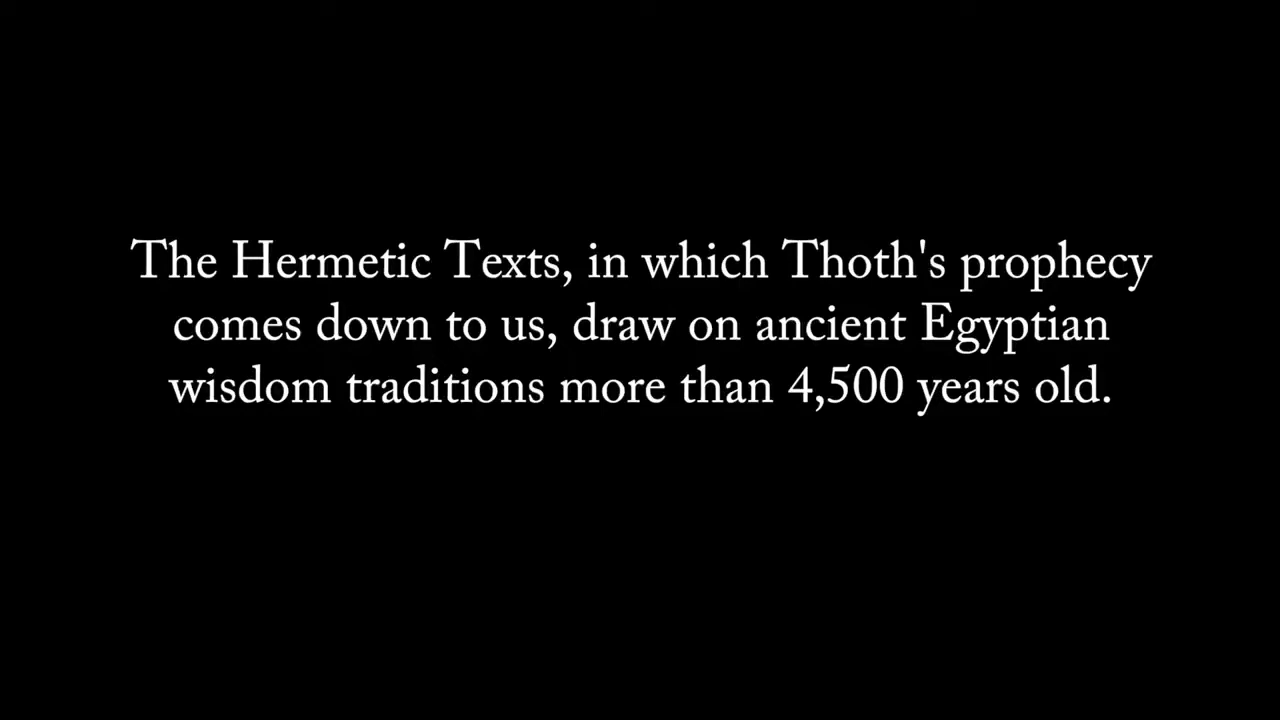 The Hermetic Texts, in which Thoth's prophecy
comes down to us, draw on ancient Egyptian
wisdom traditions more than 4,500 years old.